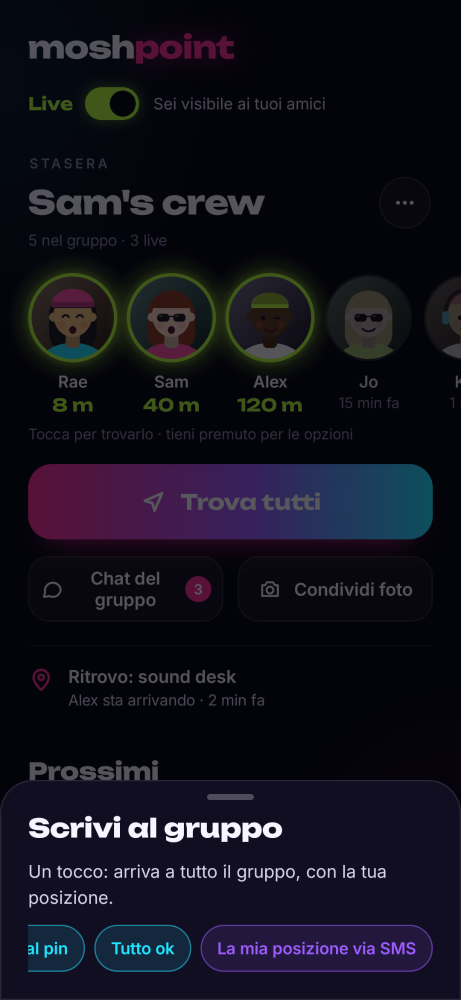 moshpoint
Live Sei visibile ai tuoi amici
STASERA
Sam's crew
5 nel gruppo · 3 live
Rae Sam Alex Jo
8 m 40 m 120 m 15 min fa
Tocca per trovarlo · tieni premuto per le opzioni
Trova tutti
Chat del gruppo 3 Condividi foto
Ritrovo: sound desk
Alex sta arrivando · 2 min fa
Prossimi
Scrivi al gruppo
Un tocco: arriva a tutto il gruppo, con la tua
posizione.
al pin Tutto ok La mia posizione via SMS